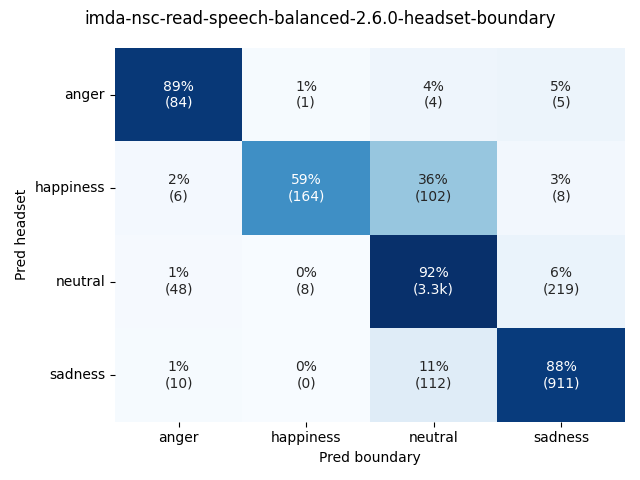 imda-nsc-read-speech-balanced-2.6.0-headset-boundary
Pred headset
anger
89%
(84)
1%
(1)
4%
(4)
5%
(5)
happiness
2%
(6)
59%
(164)
36%
(102)
3%
(8)
neutral
1%
(48)
0%
(8)
92%
(3.3k)
6%
(219)
sadness
1%
(10)
0%
(0)
11%
(112)
88%
(911)
anger
happiness
neutral
sadness
Pred boundary